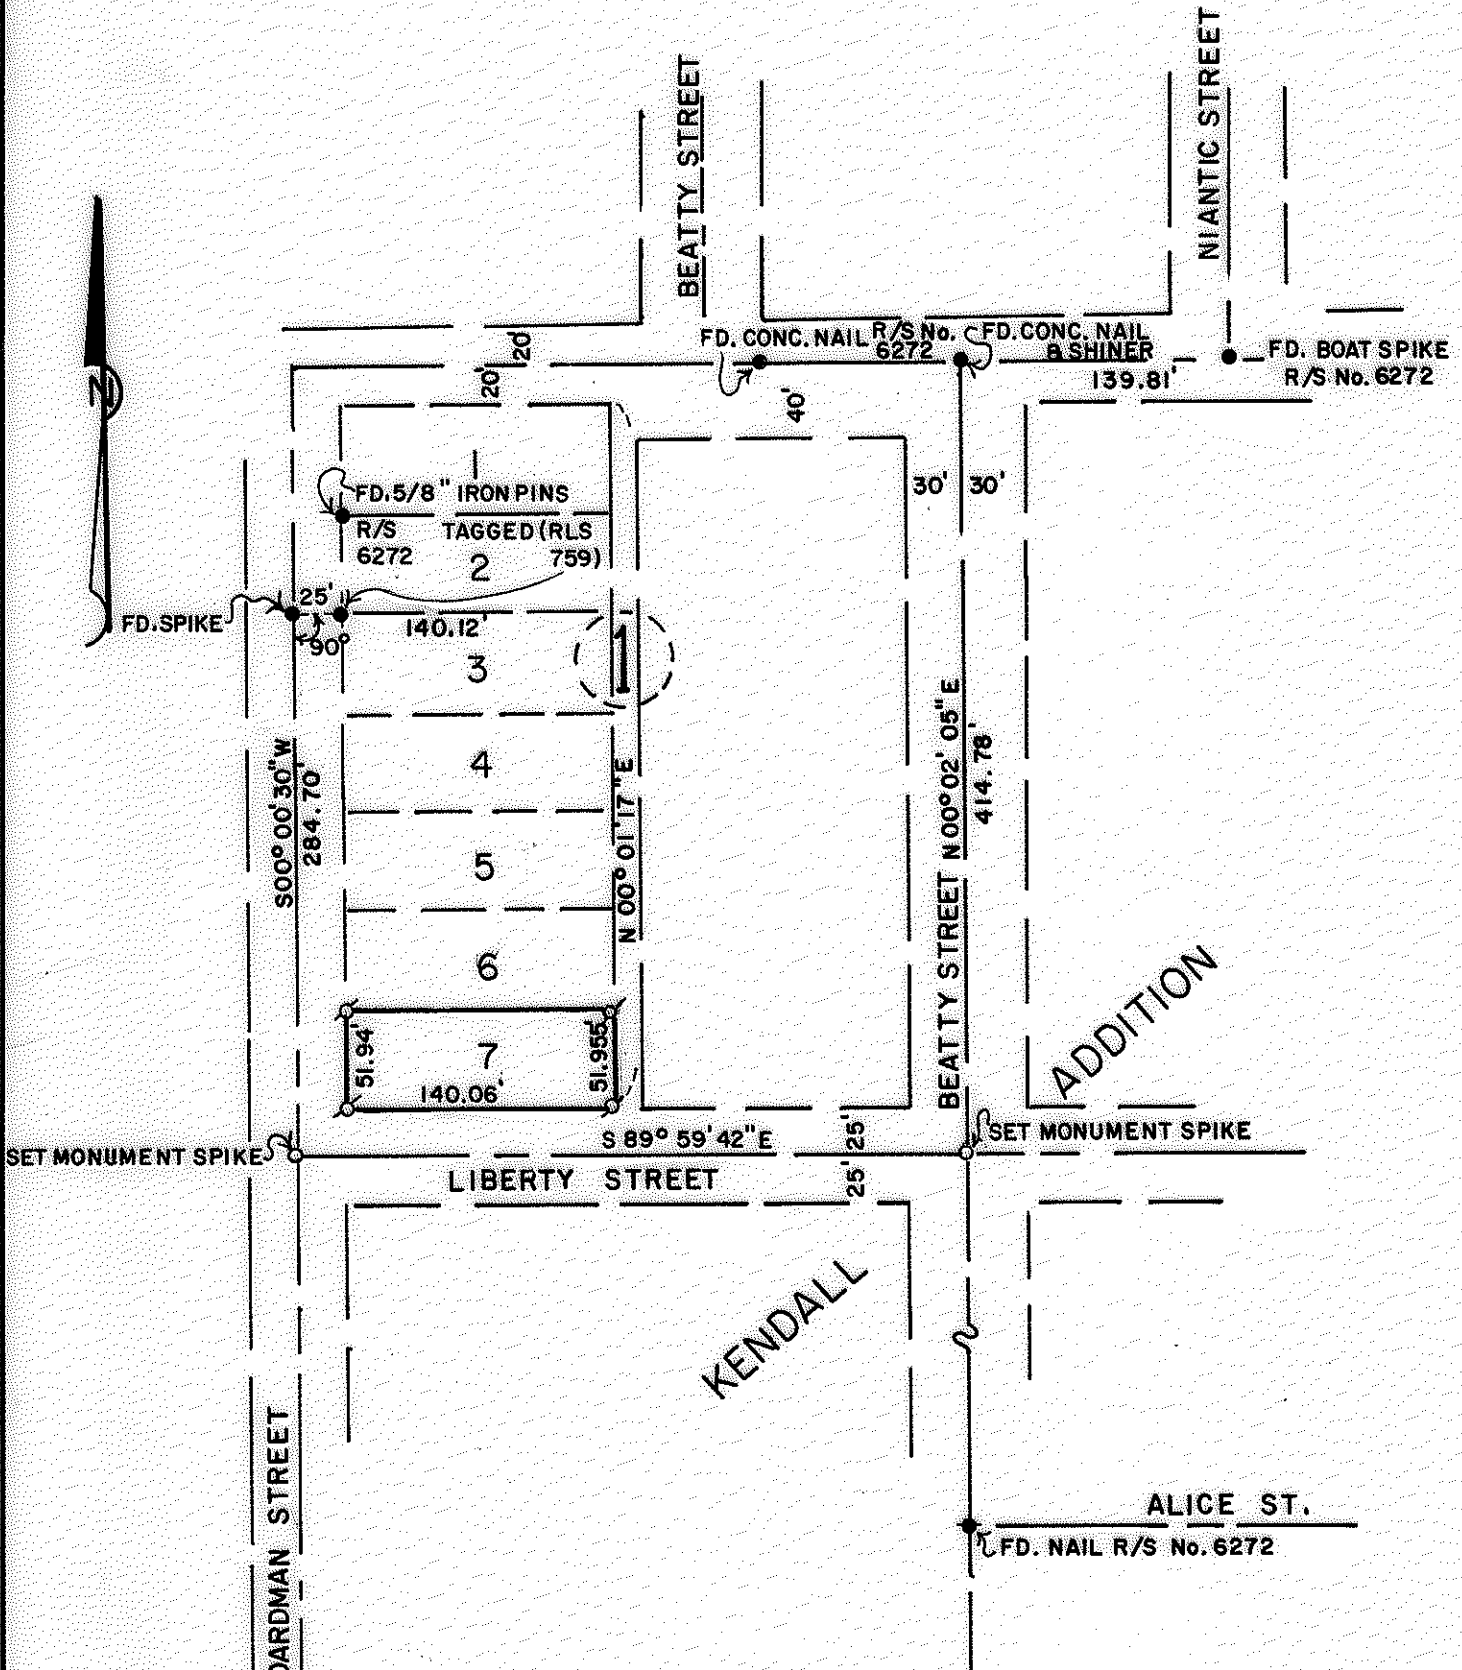 BEATTY STREET
NIANTIC STREET
FD. CONC. NAIL
R/S No.
6272
FD. CONC. NAIL
& SHINER
139.81'
FD. BOAT SPIKE
R/S No. 6272
20'
20'
40'
N
1
FD. 5/8" IRON PINS
R/S
6272
TAGGED (RLS
759)
2
30'
30'
25'
FD. SPIKE
90°
140.12'
1
3
4
5
6
7
S00° 00' 30" W
284.70'
N 00° 01' 17" E
BEATTY STREET N 00° 02' 05" E
414.78'
51.94'
51.955'
140.06'
ADDITION
SET MONUMENT SPIKE
S 89° 59' 42" E
25'
25'
SET MONUMENT SPIKE
LIBERTY STREET
KENDALL
ALICE ST.
FD. NAIL R/S No. 6272
OARDMAN STREET